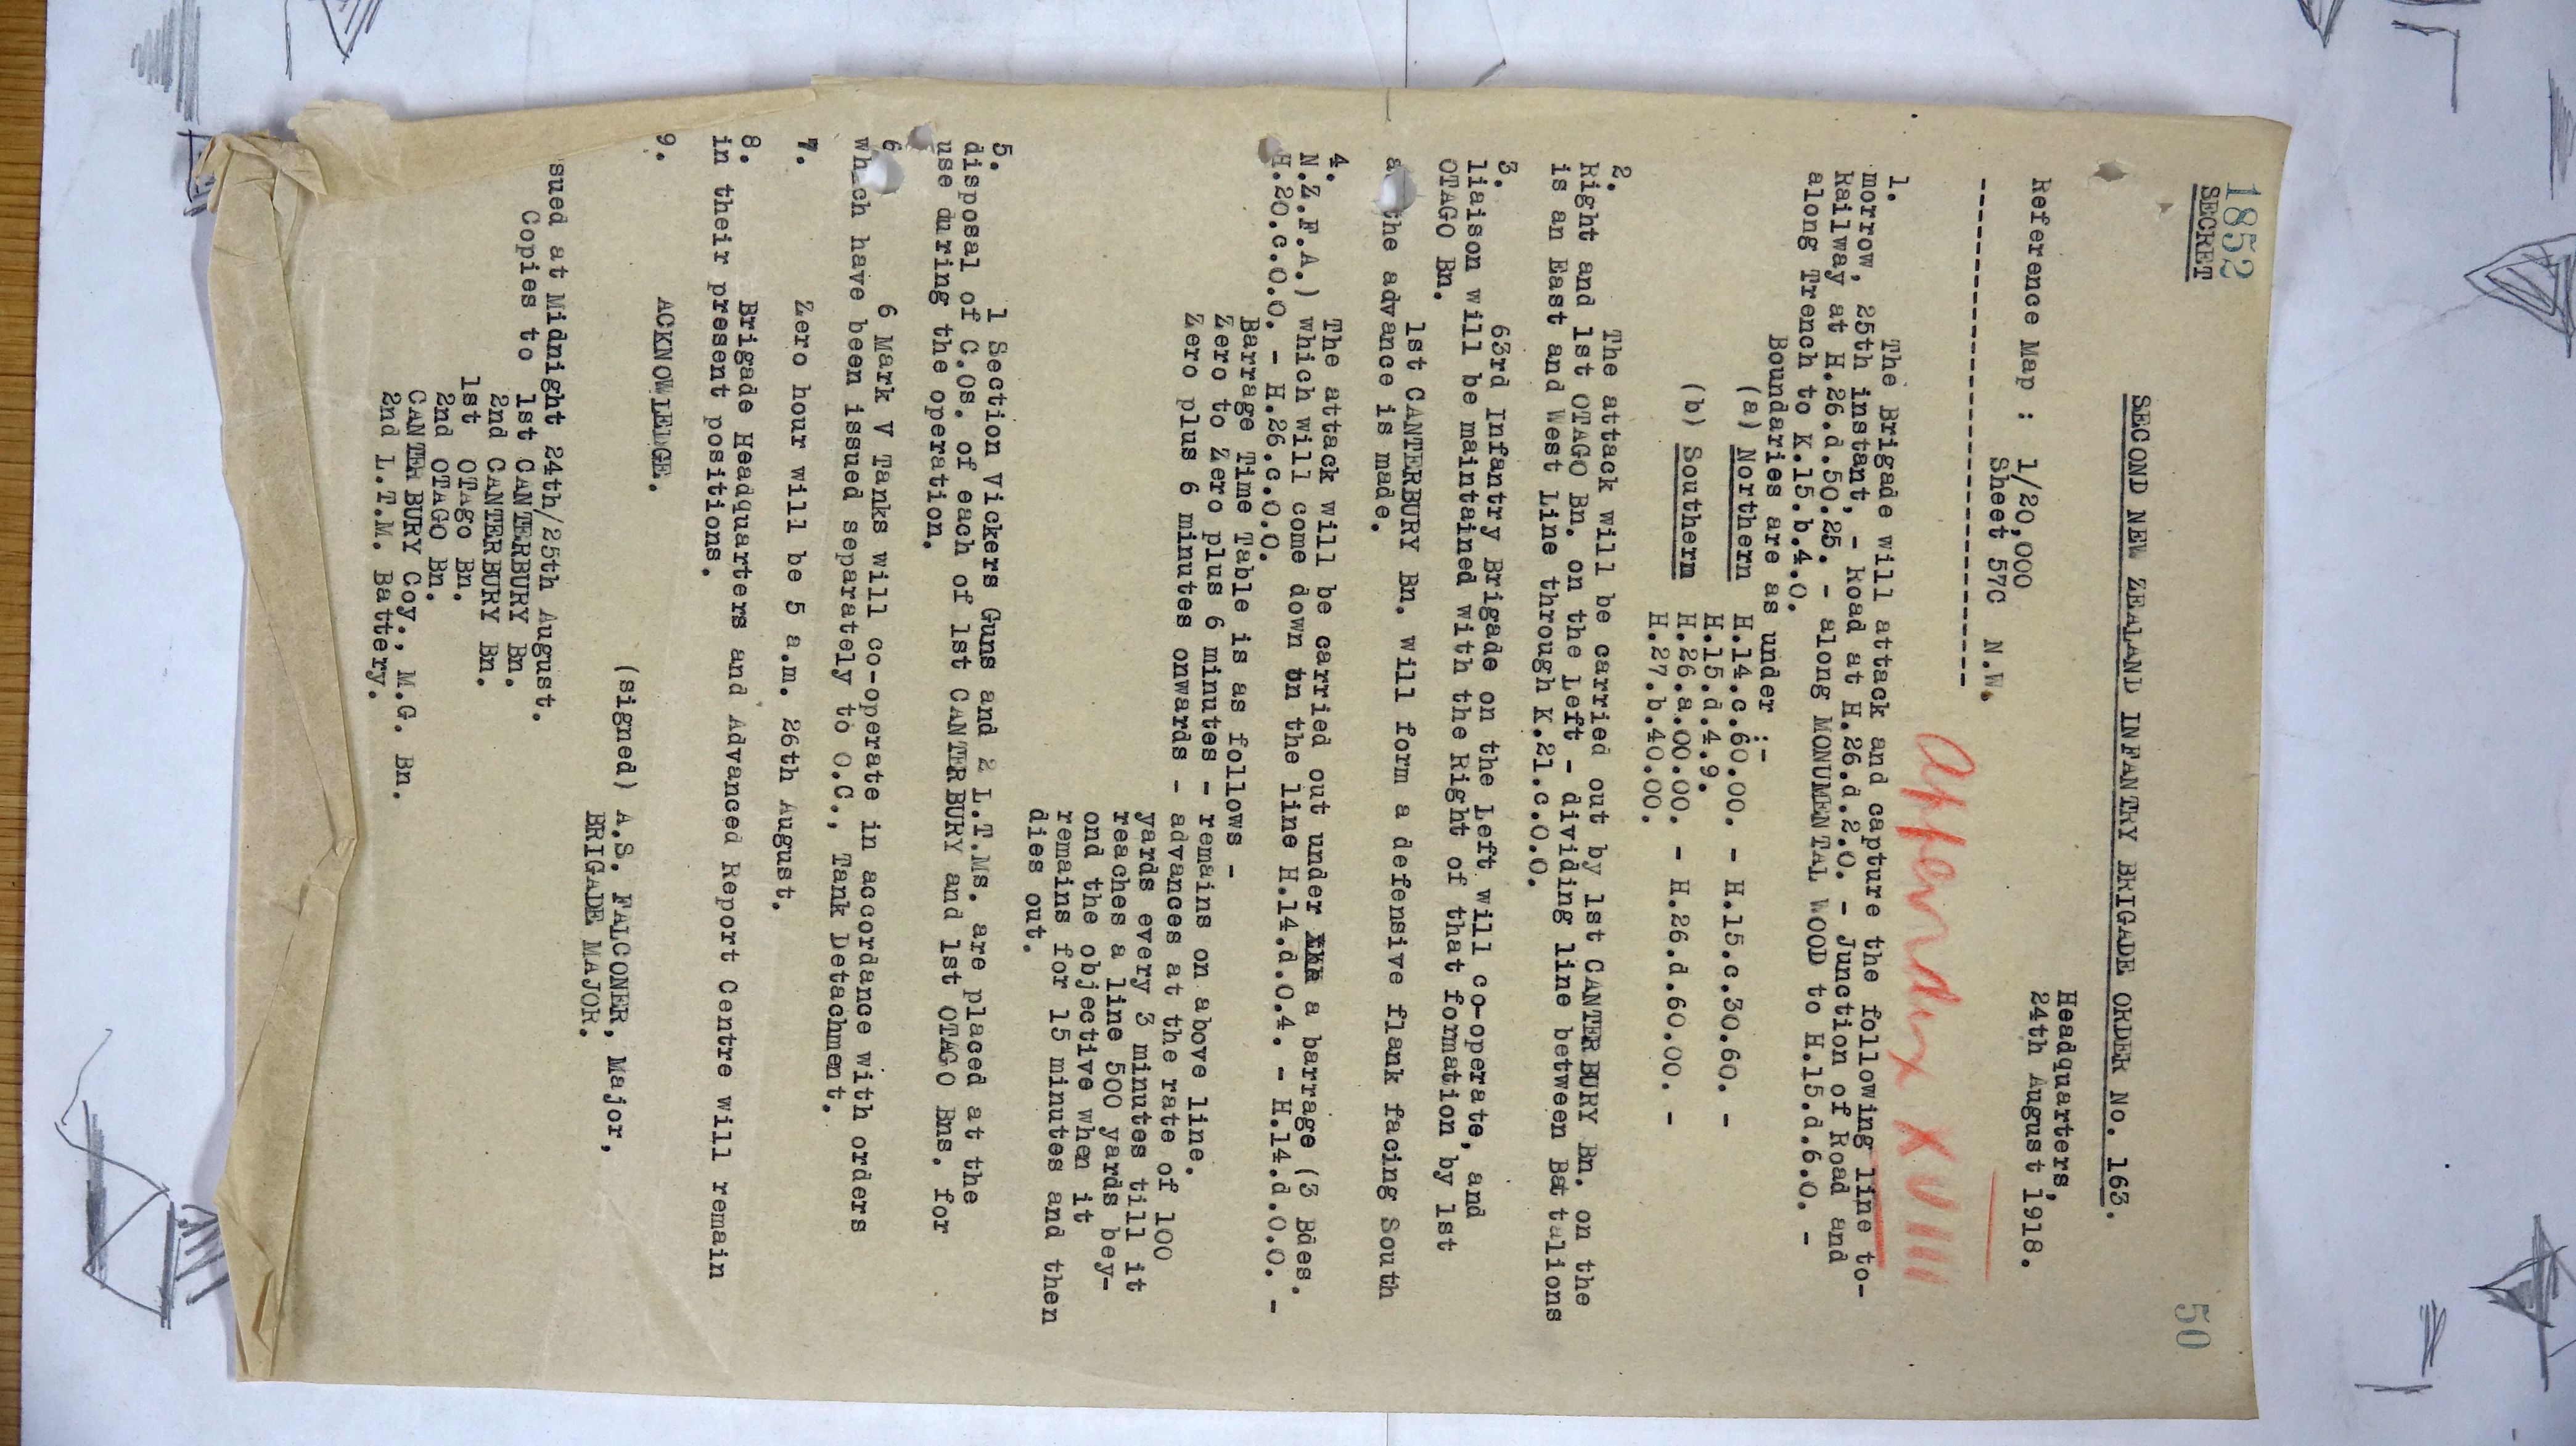 1852
SECRET
50
SECOND NEW ZEALAND INFANTRY BRIGADE ORDER No. 163.
Headquarters,
24th August 1918.
Reference Map : 1/20,000
Sheet 57C N.W.
Appendix XVIII
1. The Brigade will attack and capture the following line to-
morrow, 25th instant, - Road at H.26.d.2.0. - Junction of Road and
Railway at H.26.d.50.25. - along MONUMENTAL WOOD to H.15.d.6.0. -
along Trench to K.15.b.4.0.
Boundaries are as under :-
(a) Northern H.14.c.60.00. - H.15.c.30.60. -
H.15.d.4.9.
(b) Southern H.26.a.00.00. - H.26.d.60.00. -
H.27.b.40.00.
2. The attack will be carried out by 1st CANTERBURY Bn. on the
Right and 1st OTAGO Bn. on the Left - dividing line between Battalions
is an East and West Line through K.21.c.0.0.
3. 63rd Infantry Brigade on the Left will co-operate, and
liaison will be maintained with the Right of that formation by 1st
OTAGO Bn.
1st CANTERBURY Bn. will form a defensive flank facing South
as the advance is made.
4. The attack will be carried out under a barrage (3 Bdes.
N.Z.F.A.) which will come down on the line H.14.d.0.4. - H.14.d.0.0. -
H.20.c.0.0. - H.26.c.0.0.
Barrage Time Table is as follows -
Zero to Zero plus 6 minutes - remains on above line.
Zero plus 6 minutes onwards - advances at the rate of 100
yards every 3 minutes till it
reaches a line 500 yards bey-
ond the objective when it
remains for 15 minutes and then
dies out.
5. 1 Section Vickers Guns and 2 L.T.Ms. are placed at the
disposal of C.Os. of each of 1st CANTERBURY and 1st OTAGO Bns. for
use during the operation.
6 6 Mark V Tanks will co-operate in accordance with orders
which have been issued separately to O.C., Tank Detachment.
7. Zero hour will be 5 a.m. 26th August.
8. Brigade Headquarters and Advanced Report Centre will remain
in their present positions.
9. ACKNOWLEDGE.
(signed) A.S. FALCONER, Major,
BRIGADE MAJOR.
sued at Midnight 24th/25th August.
Copies to 1st CANTERBURY Bn.
2nd CANTERBURY Bn.
1st OTAgo Bn.
2nd OTAGO Bn.
CANTERBURY Coy., M.G. Bn.
2nd L.T.M. Battery.